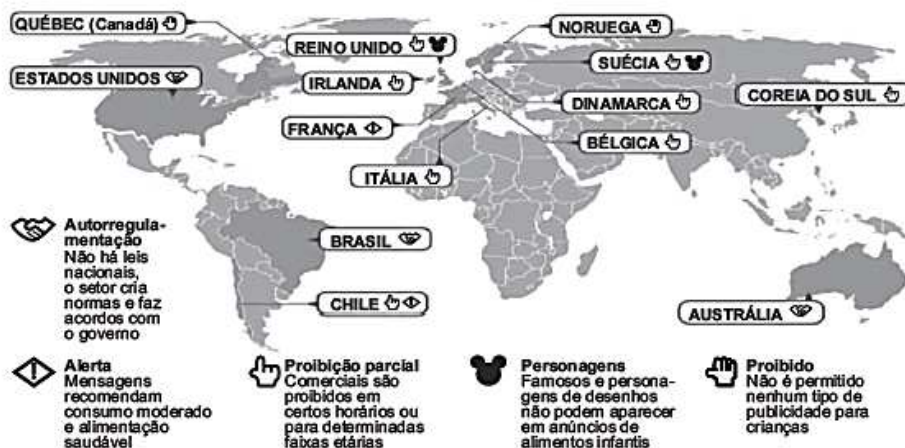 QUÉBEC (Canadá)
NORUEGA
REINO UNIDO
SUÉCIA
ESTADOS UNIDOS
IRLANDA
DINAMARCA
COREIA DO SUL
FRANÇA
BÉLGICA
ITÁLIA
BRASIL
CHILE
AUSTRÁLIA
Autorregula-
mentação
Não há leis
nacionais,
o setor cria
normas e faz
acordos com
o governo
Alerta
Mensagens
recomendam
consumo moderado
e alimentação
saudável
Proibição parcial
Comerciais são
proibidos em
certos horários ou
para determinadas
faixas etárias
Personagens
Famosos e persona-
gens de desenhos
não podem aparecer
em anúncios de
alimentos infantis
Proibido
Não é permitido
nenhum tipo de
publicidade para
crianças